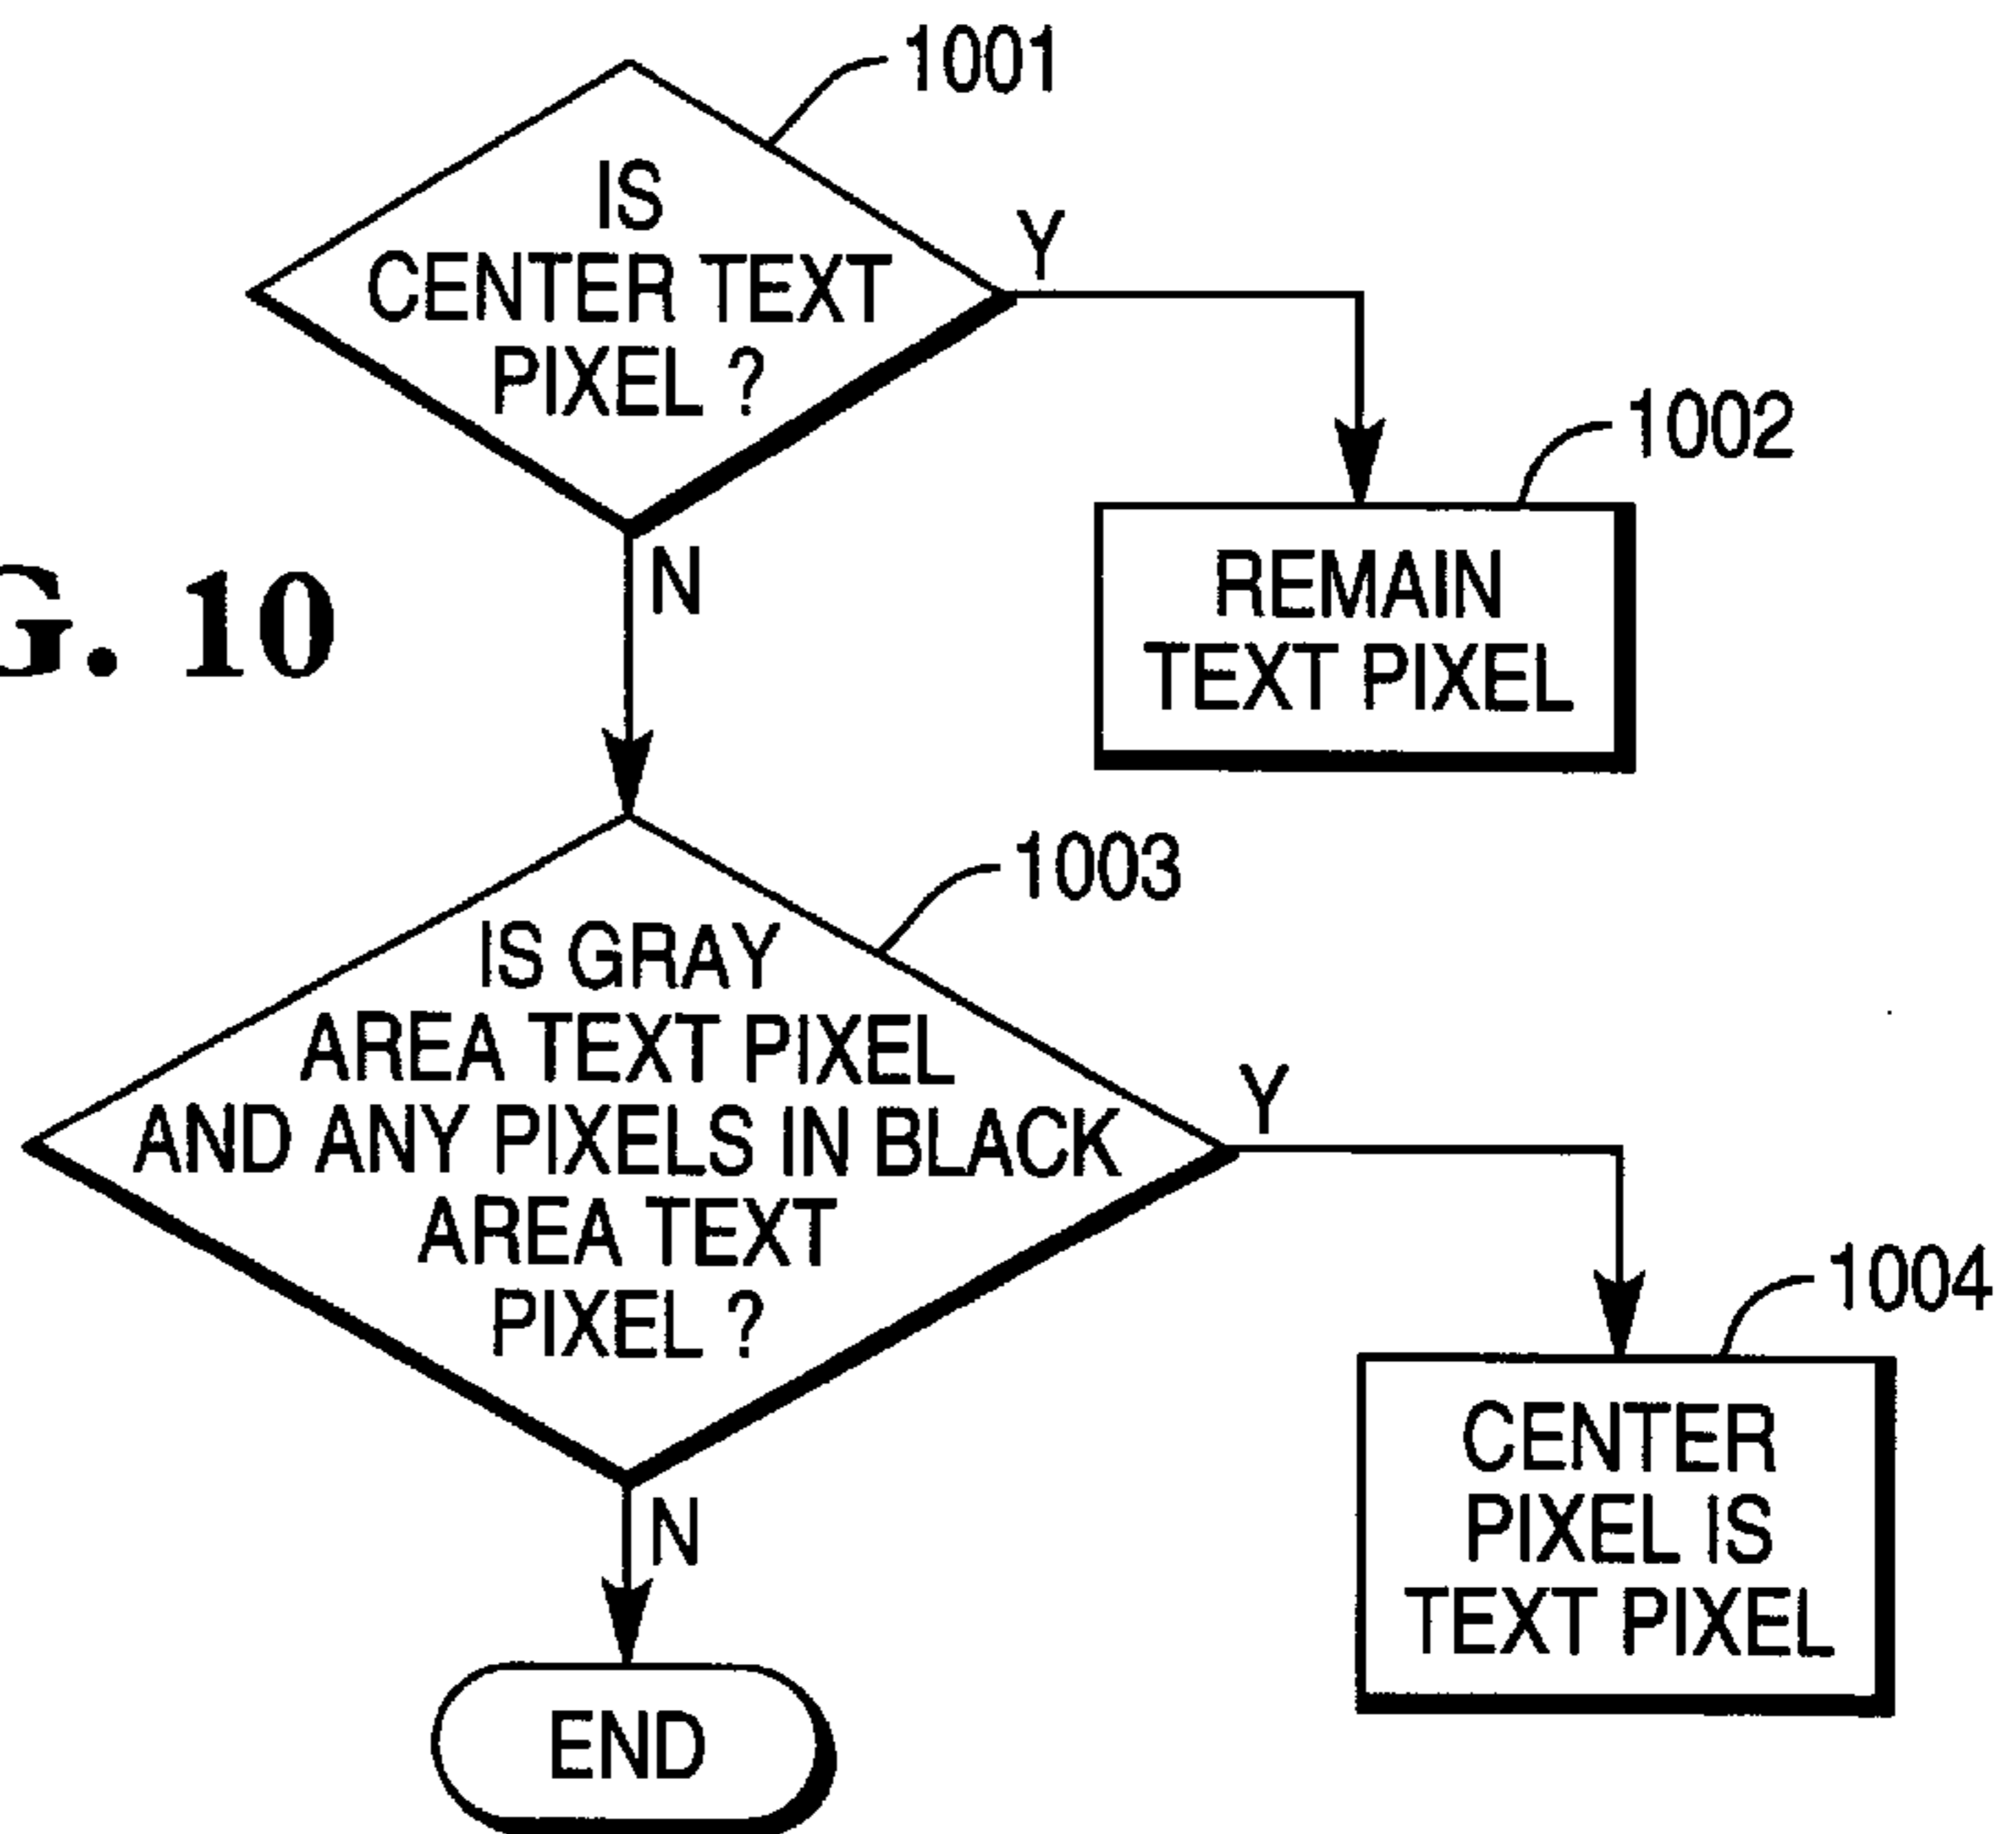 1001
IS
CENTER TEXT
PIXEL ?
Y
1002
REMAIN
TEXT PIXEL
N
G. 10
1003
IS GRAY
AREA TEXT PIXEL
AND ANY PIXELS IN BLACK
AREA TEXT
PIXEL ?
Y
1004
CENTER
PIXEL IS
TEXT PIXEL
N
END